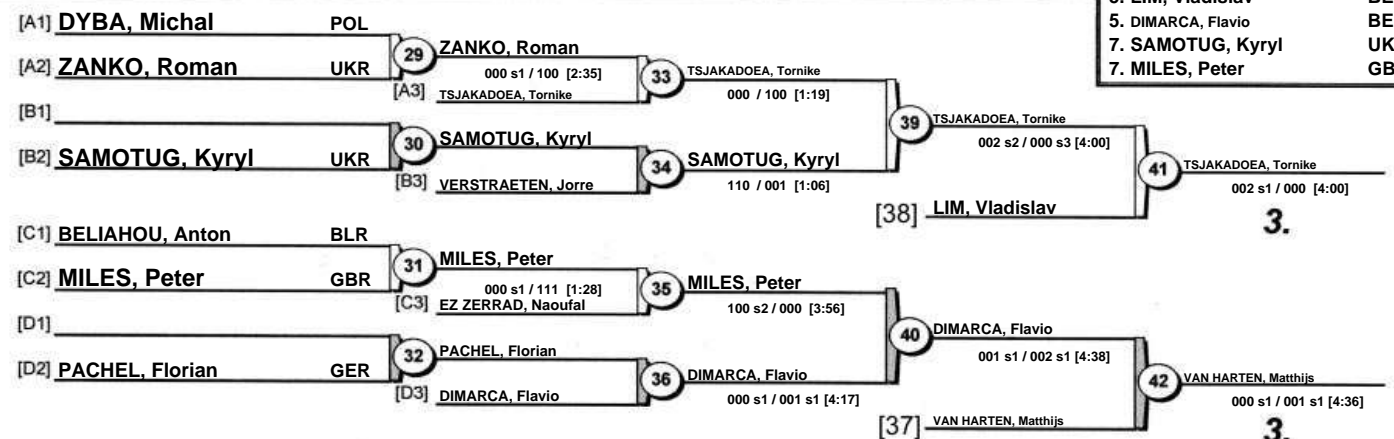 5. LIM, Vladislav BE
5. DIMARCA, Flavio BE
7. SAMOTUG, Kyryl UK
7. MILES, Peter GB
[A1] DYBA, Michal POL
29 ZANKO, Roman
[A2] ZANKO, Roman UKR
000 s1 / 100 [2:35]
[A3] TSJAKADOEA, Tornike
33 TSJAKADOEA, Tornike
000 / 100 [1:19]
[B1]
30 SAMOTUG, Kyryl
[B2] SAMOTUG, Kyryl UKR
[B3] VERSTRAETEN, Jorre
34 SAMOTUG, Kyryl
110 / 001 [1:06]
39 TSJAKADOEA, Tornike
002 s2 / 000 s3 [4:00]
[38] LIM, Vladislav
41 TSJAKADOEA, Tornike
002 s1 / 000 [4:00]
3.
[C1] BELIAHOU, Anton BLR
31 MILES, Peter
[C2] MILES, Peter GBR
000 s1 / 111 [1:28]
[C3] EZ ZERRAD, Naoufal
35 MILES, Peter
100 s2 / 000 [3:56]
[D1]
32 PACHEL, Florian
[D2] PACHEL, Florian GER
[D3] DIMARCA, Flavio
36 DIMARCA, Flavio
000 s1 / 001 s1 [4:17]
40 DIMARCA, Flavio
001 s1 / 002 s1 [4:38]
[37] VAN HARTEN, Matthijs
42 VAN HARTEN, Matthijs
000 s1 / 001 s1 [4:36]
3.